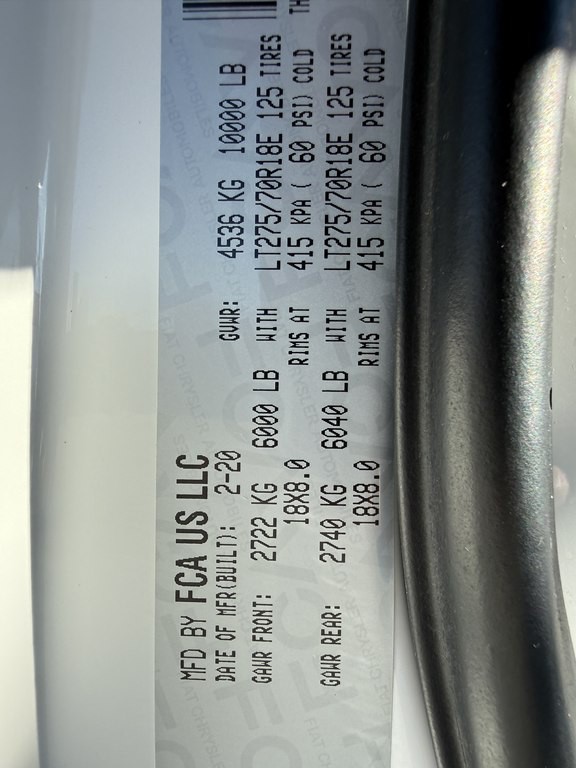 MFD BY FCA US LLC
DATE OF MFR(BUILT): 2-20 GVWR: 4536 KG 10000 LB
GAWR FRONT: 2722 KG 6000 LB WITH LT275/70R18E 125 TIRES
18X8.0 RIMS AT 415 KPA ( 60 PSI) COLD
GAWR REAR: 2740 KG 6040 LB WITH LT275/70R18E 125 TIRES
18X8.0 RIMS AT 415 KPA ( 60 PSI) COLD